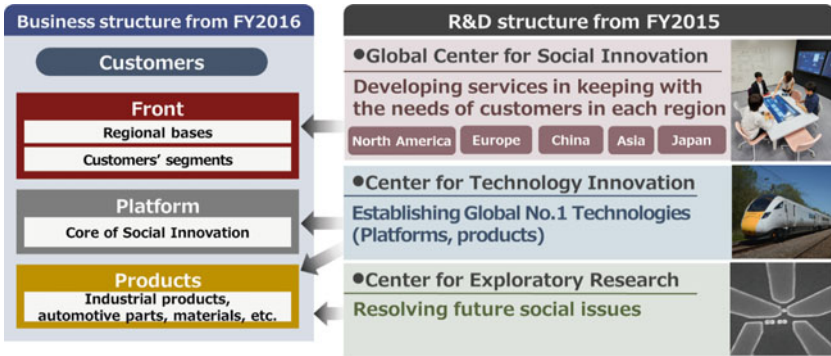 Business structure from FY2016
Customers
Front
Regional bases
Customers' segments
Platform
Core of Social Innovation
Products
Industrial products,
automotive parts, materials, etc.
R&D structure from FY2015
●Global Center for Social Innovation
Developing services in keeping with
the needs of customers in each region
North America
Europe
China
Asia
Japan
●Center for Technology Innovation
Establishing Global No.1 Technologies
(Platforms, products)
●Center for Exploratory Research
Resolving future social issues